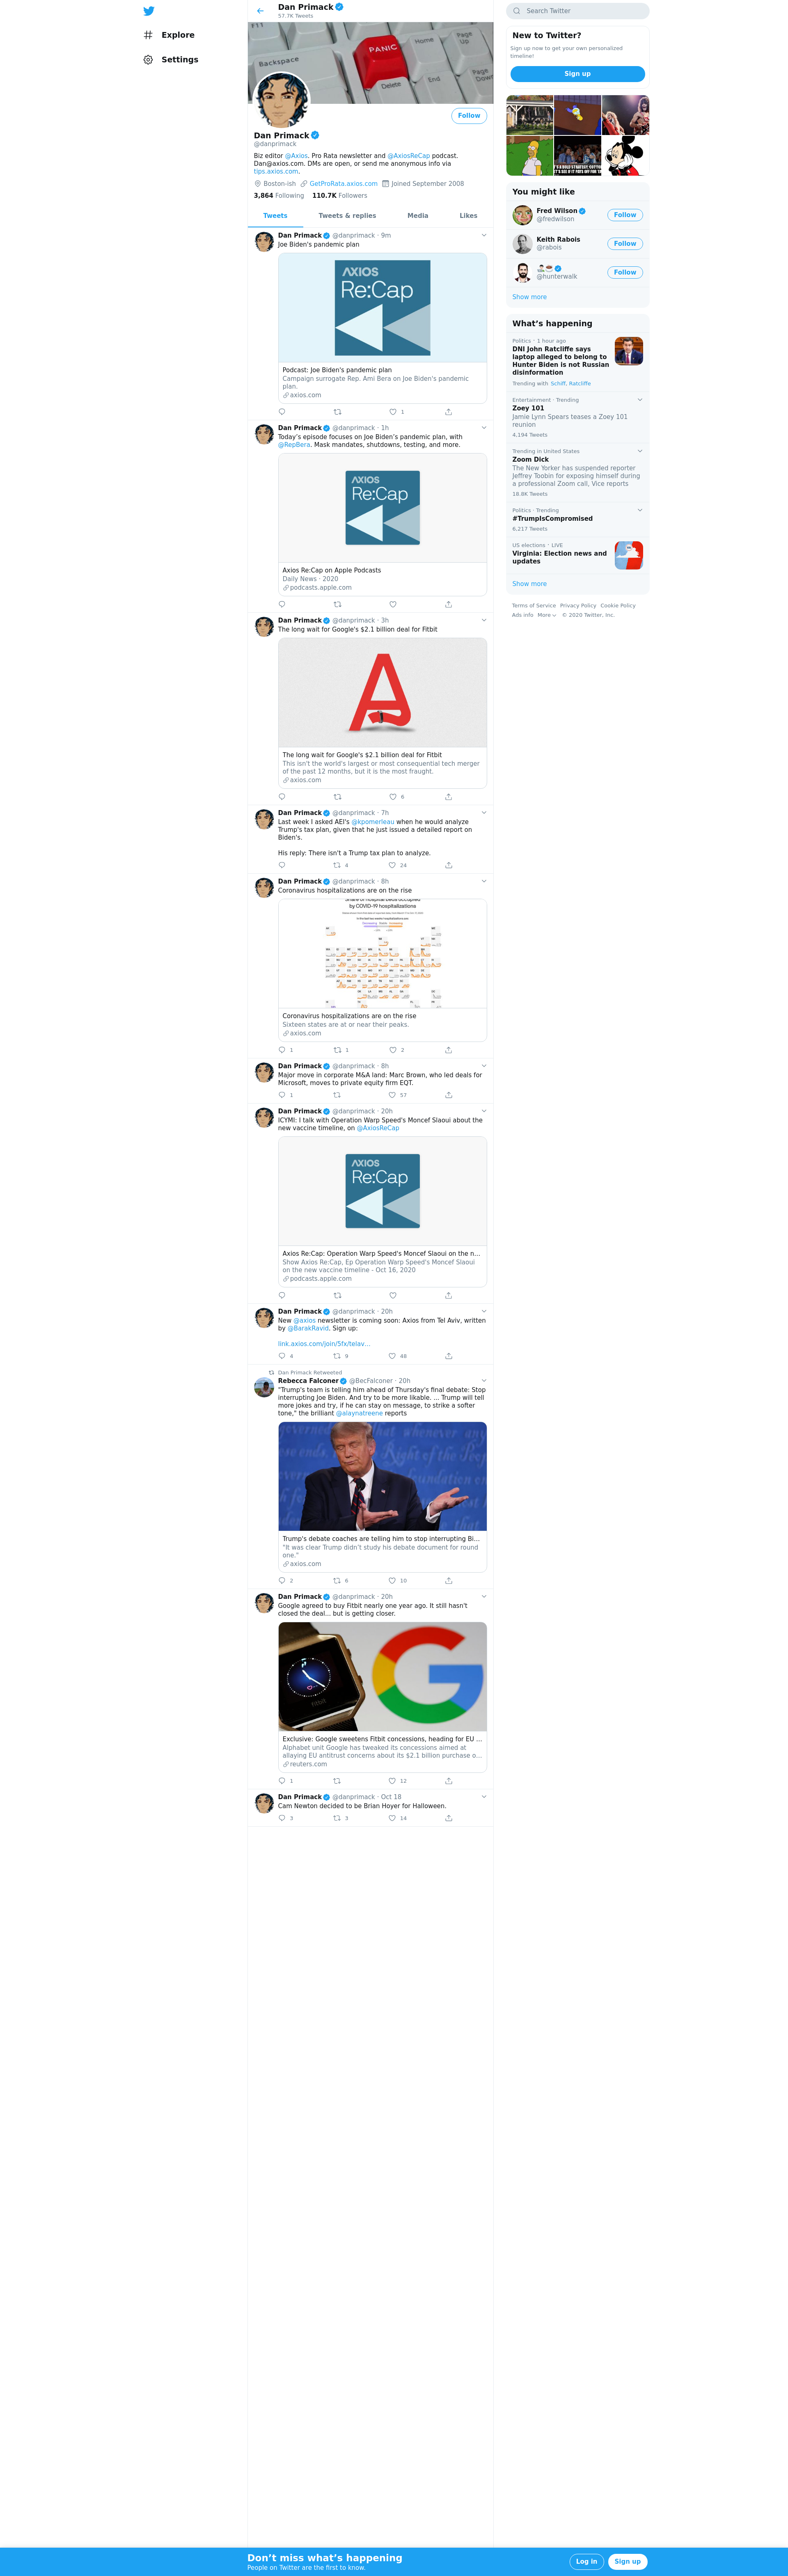 Explore
Settings
Dan Primack
57.7K Tweets
Backspace
PANIC
Delete
Home
End
Page
Up
Page
Down
Follow
Dan Primack
@danprimack
Biz editor @Axios. Pro Rata newsletter and @AxiosReCap podcast.
Dan@axios.com. DMs are open, or send me anonymous info via
tips.axios.com.
Boston-ish GetProRata.axios.com Joined September 2008
3,864 Following 110.7K Followers
Tweets Tweets & replies Media Likes
Dan Primack @danprimack · 9m
Joe Biden's pandemic plan
AXIOS
Re:Cap
Podcast: Joe Biden's pandemic plan
Campaign surrogate Rep. Ami Bera on Joe Biden's pandemic
plan.
axios.com
1
Dan Primack @danprimack · 1h
Today's episode focuses on Joe Biden's pandemic plan, with
@RepBera. Mask mandates, shutdowns, testing, and more.
AXIOS
Re:Cap
Axios Re:Cap on Apple Podcasts
Daily News · 2020
podcasts.apple.com
Dan Primack @danprimack · 3h
The long wait for Google's $2.1 billion deal for Fitbit
The long wait for Google's $2.1 billion deal for Fitbit
This isn't the world's largest or most consequential tech merger
of the past 12 months, but it is the most fraught.
axios.com
6
Dan Primack @danprimack · 7h
Last week I asked AEI's @kpomerleau when he would analyze
Trump's tax plan, given that he just issued a detailed report on
Biden's.
His reply: There isn't a Trump tax plan to analyze.
4 24
Dan Primack @danprimack · 8h
Coronavirus hospitalizations are on the rise
Share of hospital beds occupied
by COVID-19 hospitalizations
Coronavirus hospitalizations are on the rise
Sixteen states are at or near their peaks.
axios.com
1 1 2
Dan Primack @danprimack · 8h
Major move in corporate M&A land: Marc Brown, who led deals for
Microsoft, moves to private equity firm EQT.
1 57
Dan Primack @danprimack · 20h
ICYMI: I talk with Operation Warp Speed's Moncef Slaoui about the
new vaccine timeline, on @AxiosReCap
AXIOS
Re:Cap
Axios Re:Cap: Operation Warp Speed's Moncef Slaoui on the n...
Show Axios Re:Cap, Ep Operation Warp Speed's Moncef Slaoui
on the new vaccine timeline - Oct 16, 2020
podcasts.apple.com
Dan Primack @danprimack · 20h
New @axios newsletter is coming soon: Axios from Tel Aviv, written
by @BarakRavid. Sign up:
link.axios.com/join/5fx/telav...
4 9 48
Dan Primack Retweeted
Rebecca Falconer @BecFalconer · 20h
"Trump's team is telling him ahead of Thursday's final debate: Stop
interrupting Joe Biden. And try to be more likable. ... Trump will tell
more jokes and try, if he can stay on message, to strike a softer
tone," the brilliant @alaynatreene reports
Trump's debate coaches are telling him to stop interrupting Bi...
"It was clear Trump didn't study his debate document for round
one."
axios.com
2 6 10
Dan Primack @danprimack · 20h
Google agreed to buy Fitbit nearly one year ago. It still hasn't
closed the deal... but is getting closer.
Exclusive: Google sweetens Fitbit concessions, heading for EU ...
Alphabet unit Google has tweaked its concessions aimed at
allaying EU antitrust concerns about its $2.1 billion purchase o...
reuters.com
1 12
Dan Primack @danprimack · Oct 18
Cam Newton decided to be Brian Hoyer for Halloween.
3 3 14
Search Twitter
New to Twitter?
Sign up now to get your own personalized
timeline!
Sign up
You might like
Fred Wilson
@fredwilson
Follow
Keith Rabois
@rabois
Follow
@hunterwalk
Follow
Show more
What's happening
Politics · 1 hour ago
DNI John Ratcliffe says
laptop alleged to belong to
Hunter Biden is not Russian
disinformation
Trending with Schiff, Ratcliffe
Entertainment · Trending
Zoey 101
Jamie Lynn Spears teases a Zoey 101
reunion
4,194 Tweets
Trending in United States
Zoom Dick
The New Yorker has suspended reporter
Jeffrey Toobin for exposing himself during
a professional Zoom call, Vice reports
18.8K Tweets
Politics · Trending
#TrumpIsCompromised
6,217 Tweets
US elections · LIVE
Virginia: Election news and
updates
Show more
Terms of Service Privacy Policy Cookie Policy
Ads info More © 2020 Twitter, Inc.
Don't miss what's happening
People on Twitter are the first to know.
Log in
Sign up